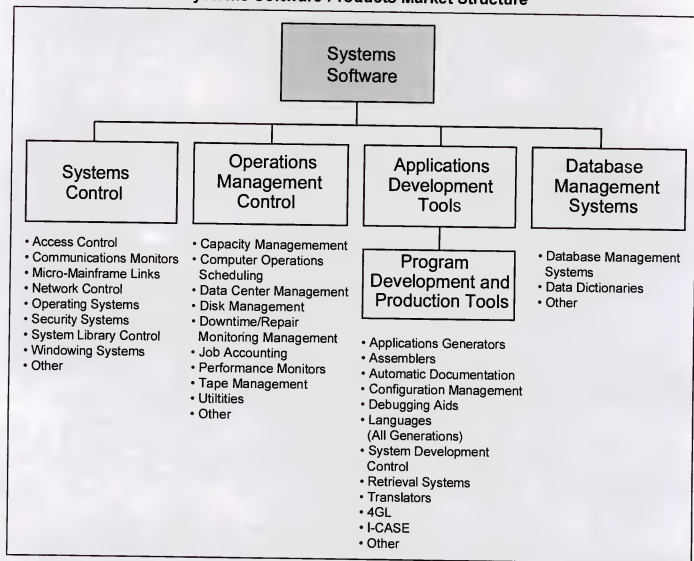 Systems Software Products Market Structure
Systems
Software
Systems
Control
• Access Control
• Communications Monitors
• Micro-Mainframe Links
• Network Control
• Operating Systems
• Security Systems
• System Library Control
• Windowing Systems
• Other
Operations
Management
Control
• Capacity Managemement
• Computer Operations
Scheduling
• Data Center Management
• Disk Management
• Downtime/Repair
Monitoring Management
• Job Accounting
• Performance Monitors
• Tape Management
• Utiltities
• Other
Applications
Development
Tools
Program
Development and
Production Tools
• Applications Generators
• Assemblers
• Automatic Documentation
• Configuration Management
• Debugging Aids
• Languages
(All Generations)
• System Development
Control
• Retrieval Systems
• Translators
• 4GL
• I-CASE
• Other
Database
Management
Systems
• Database Management
Systems
• Data Dictionaries
• Other